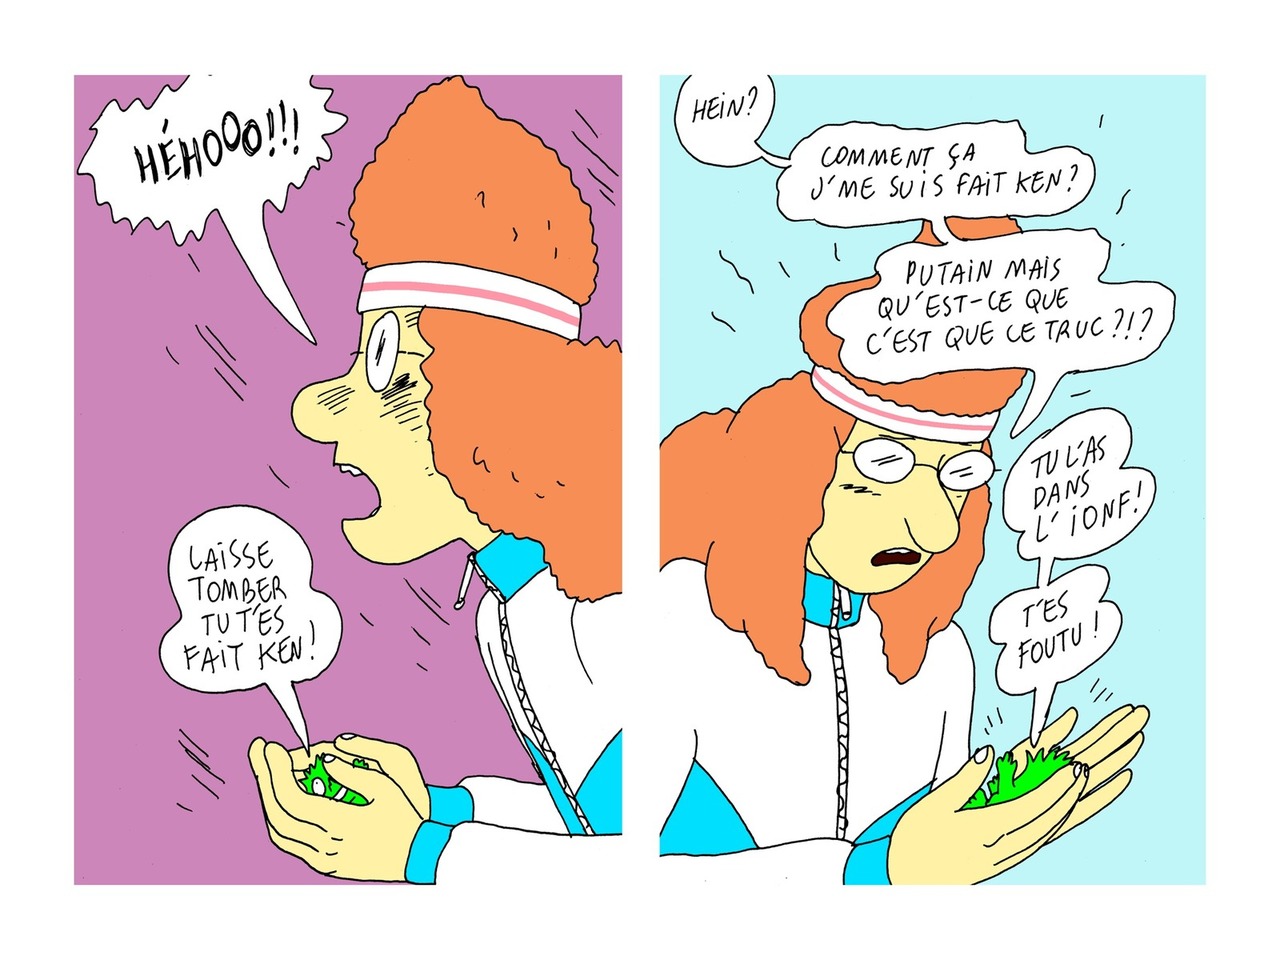 HÉHOOO!!!
LAISSE
TOMBER
TU T'ES
FAIT KEN!
HEIN?
COMMENT ÇA
J'ME SUIS FAIT KEN?
PUTAIN MAIS
QU'EST-CE QUE
C'EST QUE CE TRUC?!?
TU L'AS
DANS
L'IONF!
T'ES
FOUTU!